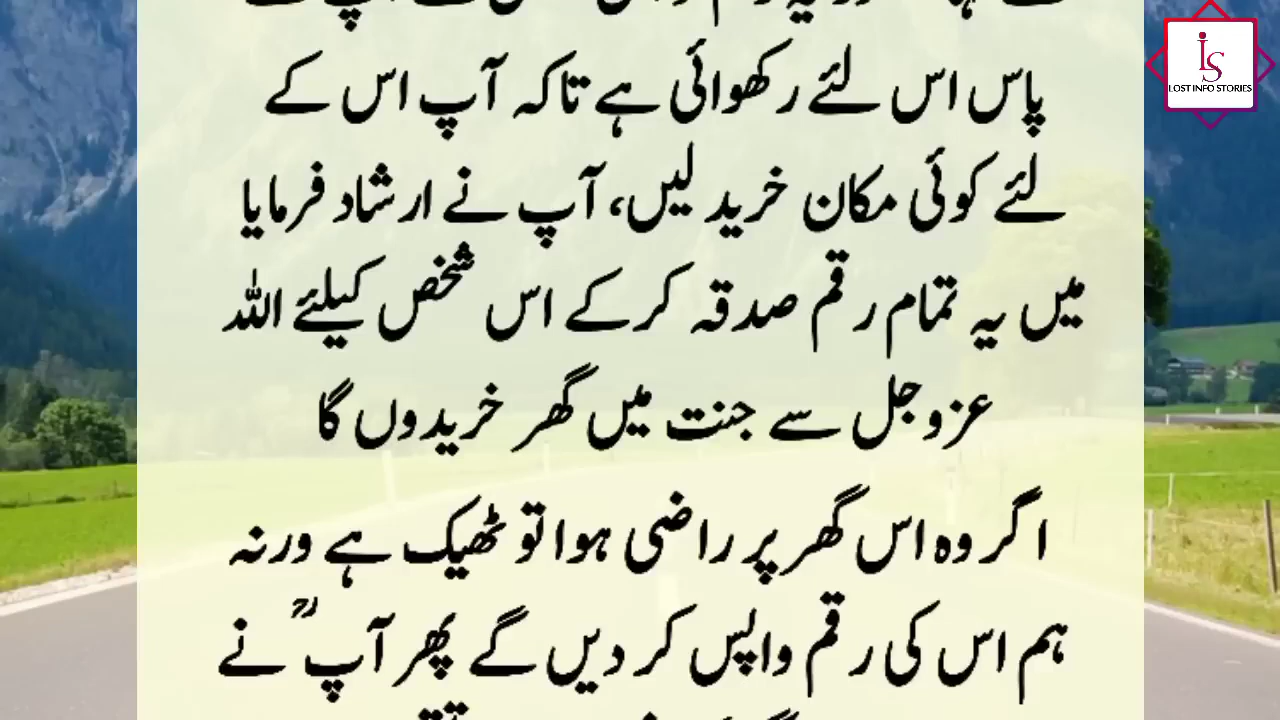 پاس اس لئے رکھوائی ہے تاکہ آپ اس کے
لئے کوئی مکان خرید لیں، آپ نے ارشاد فرمایا
میں یہ تمام رقم صدقہ کر کے اس شخص کیلئے اللہ
عزوجل سے جنت میں گھر خریدوں گا
اگر وہ اس گھر پر راضی ہوا تو ٹھیک ہے ورنہ
ہم اس کی رقم واپس کر دیں گے پھر آپؒ نے
LS
LOST INFO STORIES